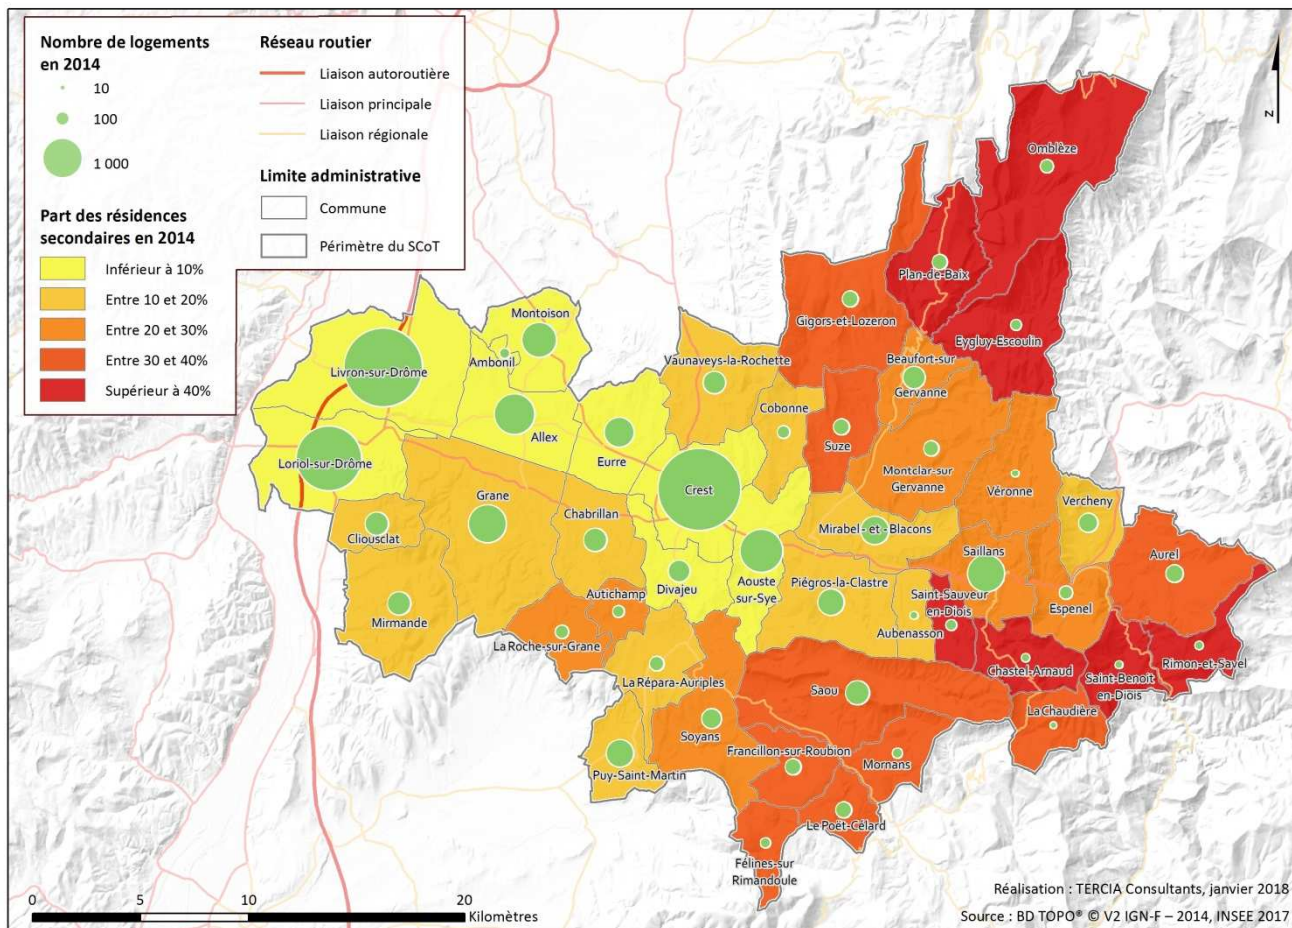 Nombre de logements
en 2014
10
100
1 000
Part des résidences
secondaires en 2014
Inférieur à 10%
Entre 10 et 20%
Entre 20 et 30%
Entre 30 et 40%
Supérieur à 40%
Réseau routier
Liaison autoroutière
Liaison principale
Liaison régionale
Limite administrative
Commune
Périmètre du SCoT
N
Omblèze
Plan-de-Baix
Gigors-et-Lozeron
Eygluy-Escoulin
Montoison
Ambonil
Livron-sur-Drôme
Vaunaveys-la-Rochette
Beaufort-sur
Gervanne
Cobonne
Suze
Allex
Eurre
Loriol-sur-Drôme
Montclar-sur
Gervanne
Véronne
Crest
Grane
Vercheny
Chabrillan
Cliousclat
Mirabel - et - Blacons
Saillans
Aurel
Divajeu
Aouste
sur-Sye
Piégros-la-Clastre
Saint-Sauveur
en-Diois
Espenel
Autichamp
Mirmande
Aubenasson
La Roche-sur-Grane
Chastel-Arnaud
Saint-Benoit
en-Diois
Rimon-et-Savel
La Répara-Auriples
Saou
La Chaudière
Soyans
Francillon-sur-Roubion
Mornans
Puy-Saint-Martin
Le Poët-Célard
Félines-sur
Rimandoule
0
5
10
20
Kilomètres
Réalisation : TERCIA Consultants, janvier 2018
Source : BD TOPO® © V2 IGN-F – 2014, INSEE 2017